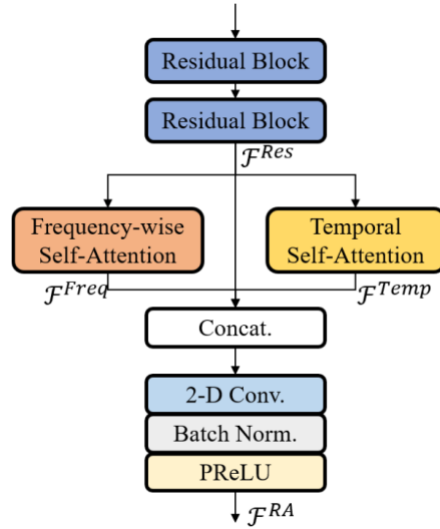 Residual Block
Residual Block
ℱ^Res
Frequency-wise
Self-Attention
Temporal
Self-Attention
ℱ^Freq
ℱ^Temp
Concat.
2-D Conv.
Batch Norm.
PReLU
ℱ^RA